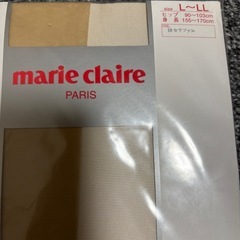 L～LL
ヒップ 90～103cm
身長 155～170cm
marie claire
PARIS